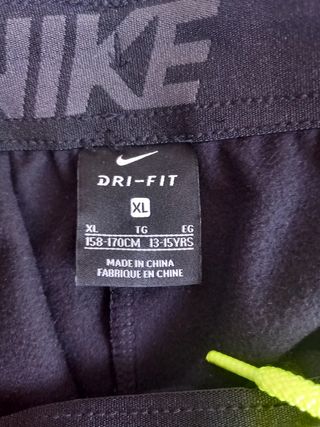 NIKE
DRI-FIT
XL
XL TG EG
158-170CM 13-15YRS
MADE IN CHINA
FABRIQUE EN CHINE